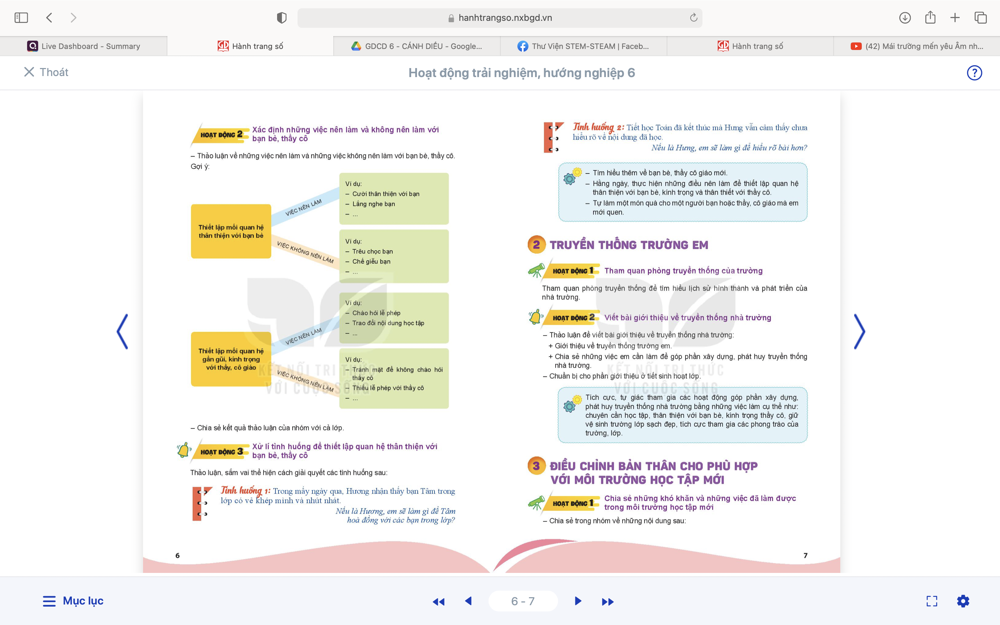 hanhtrangso.nxbgd.vn
Live Dashboard - Summary
Hành trang số
GDCD 6 - CÁNH DIỀU - Google...
Thư Viện STEM-STEAM | Faceb...
Hành trang số
(42) Mái trường mến yêu Âm nh...
Thoát
Hoạt động trải nghiệm, hướng nghiệp 6
?
HOẠT ĐỘNG 2
Xác định những việc nên làm và không nên làm với
bạn bè, thầy cô
– Thảo luận về những việc nên làm và những việc không nên làm với bạn bè, thầy cô.
Gợi ý:
Thiết lập mối quan hệ
thân thiện với bạn bè
VIỆC NÊN LÀM
Ví dụ:
– Cười thân thiện với bạn
– Lắng nghe bạn
– ...
VIỆC KHÔNG NÊN LÀM
Ví dụ:
– Trêu chọc bạn
– Chế giễu bạn
– ...
Thiết lập mối quan hệ
gần gũi, kính trọng
với thầy, cô giáo
VIỆC NÊN LÀM
Ví dụ:
– Chào hỏi lễ phép
– Trao đổi nội dung học tập
– ...
VIỆC KHÔNG NÊN LÀM
Ví dụ:
– Tránh mặt để không chào hỏi
thầy cô
– Thiếu lễ phép với thầy cô
– ...
KẾT NỐI TRI THỨC
VỚI CUỘC SỐNG
– Chia sẻ kết quả thảo luận của nhóm với cả lớp.
HOẠT ĐỘNG 3
Xử lí tình huống để thiết lập quan hệ thân thiện với
bạn bè, thầy cô
Thảo luận, sắm vai thể hiện cách giải quyết các tình huống sau:
Tình huống 1: Trong mấy ngày qua, Hương nhận thấy bạn Tâm trong
lớp có vẻ khép mình và nhút nhát.
Nếu là Hương, em sẽ làm gì để Tâm
hoà đồng với các bạn trong lớp?
6
Tình huống 2: Tiết học Toán đã kết thúc mà Hưng vẫn cảm thấy chưa
hiểu rõ về nội dung đã học.
Nếu là Hưng, em sẽ làm gì để hiểu rõ bài hơn?
– Tìm hiểu thêm về bạn bè, thầy cô giáo mới.
– Hằng ngày, thực hiện những điều nên làm để thiết lập quan hệ
thân thiện với bạn bè, kính trọng và thân thiết với thầy cô.
– Tự làm một món quà cho một người bạn hoặc thầy, cô giáo mà em
mới quen.
2 TRUYỀN THỐNG TRƯỜNG EM
HOẠT ĐỘNG 1
Tham quan phòng truyền thống của trường
Tham quan phòng truyền thống để tìm hiểu lịch sử hình thành và phát triển của
nhà trường.
HOẠT ĐỘNG 2
Viết bài giới thiệu về truyền thống nhà trường
– Thảo luận để viết bài giới thiệu về truyền thống nhà trường:
+ Giới thiệu về truyền thống trường em.
+ Chia sẻ những việc em cần làm để góp phần xây dựng, phát huy truyền thống
nhà trường.
– Chuẩn bị cho phần giới thiệu ở tiết sinh hoạt lớp.
KẾT NỐI TRI THỨC
VỚI CUỘC SỐNG
Tích cực, tự giác tham gia các hoạt động góp phần xây dựng,
phát huy truyền thống nhà trường bằng những việc làm cụ thể như:
chuyên cần học tập, thân thiện với bạn bè, kính trọng thầy cô, giữ
vệ sinh trường lớp sạch đẹp, tích cực tham gia các phong trào của
trường, lớp.
3 ĐIỀU CHỈNH BẢN THÂN CHO PHÙ HỢP
VỚI MÔI TRƯỜNG HỌC TẬP MỚI
HOẠT ĐỘNG 1
Chia sẻ những khó khăn và những việc đã làm được
trong môi trường học tập mới
– Chia sẻ trong nhóm về những nội dung sau:
7
Mục lục
6 - 7